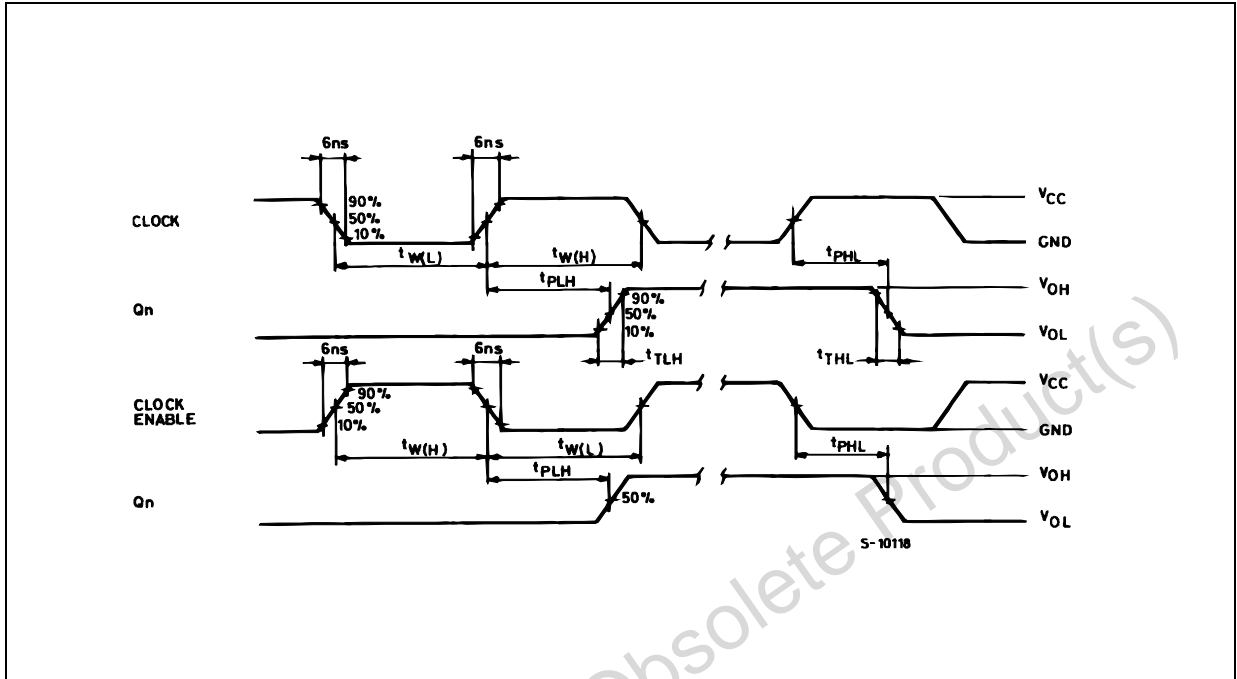 6ns 6ns
CLOCK 90% VCC
50%
10% GND
tW(L) tW(H) tPHL
tPLH
Qn 90% VOH
50%
10% VOL
6ns 6ns tTLH tTHL
CLOCK ENABLE 90% VCC
50%
10% GND
tW(H) tW(L) tPHL
tPLH
Qn 50% VOH
VOL
S-10118
Obsolete Product(s)